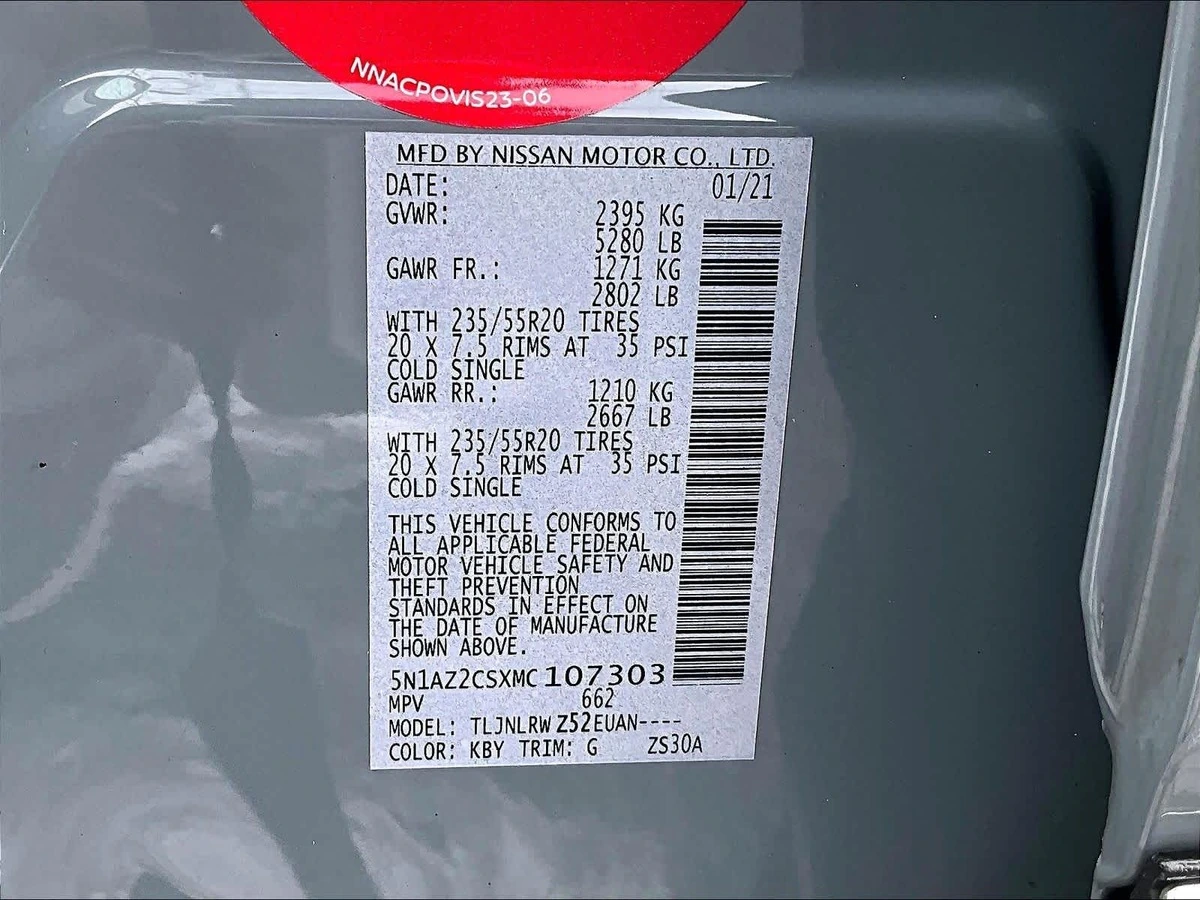 NNACPOVIS23-06
MFD BY NISSAN MOTOR CO., LTD.
DATE: 01/21
GVWR: 2395 KG
5280 LB
GAWR FR.: 1271 KG
2802 LB
WITH 235/55R20 TIRES
20 X 7.5 RIMS AT 35 PSI
COLD SINGLE
GAWR RR.: 1210 KG
2667 LB
WITH 235/55R20 TIRES
20 X 7.5 RIMS AT 35 PSI
COLD SINGLE
THIS VEHICLE CONFORMS TO
ALL APPLICABLE FEDERAL
MOTOR VEHICLE SAFETY AND
THEFT PREVENTION
STANDARDS IN EFFECT ON
THE DATE OF MANUFACTURE
SHOWN ABOVE.
5N1AZ2CSXMC107303
MPV 662
MODEL: TLJNLRWZ52EUAN----
COLOR: KBY TRIM: G ZS30A